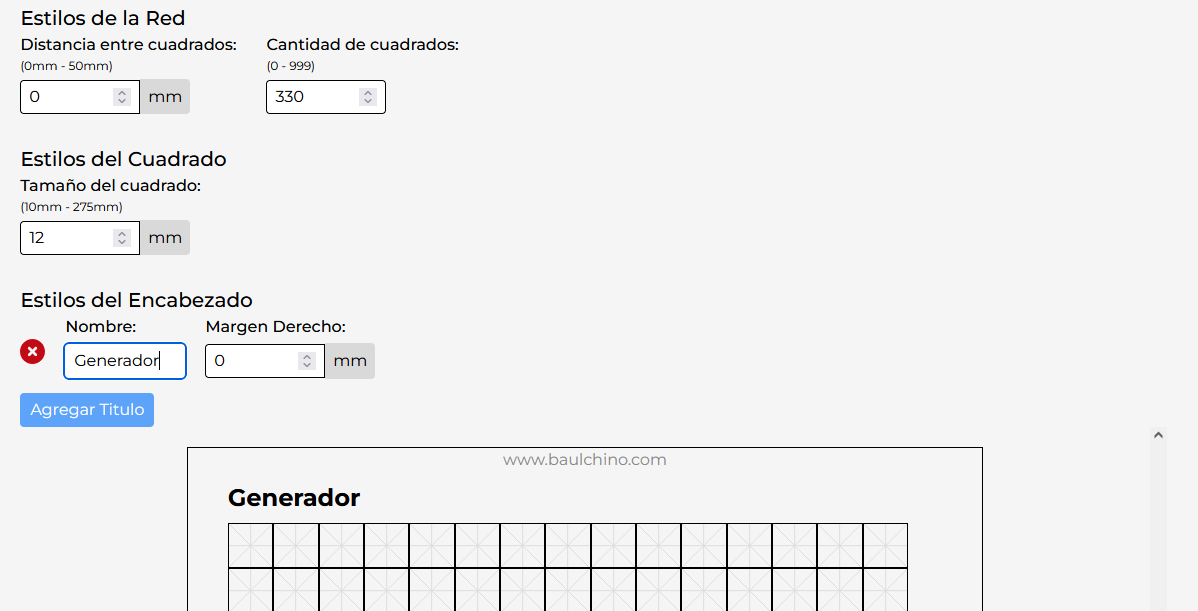 Estilos de la Red
Distancia entre cuadrados: Cantidad de cuadrados:
(0mm - 50mm) (0 - 999)
0 mm 330
Estilos del Cuadrado
Tamaño del cuadrado:
(10mm - 275mm)
12 mm
Estilos del Encabezado
Nombre: Margen Derecho:
Generador 0 mm
Agregar Titulo
www.baulchino.com
Generador